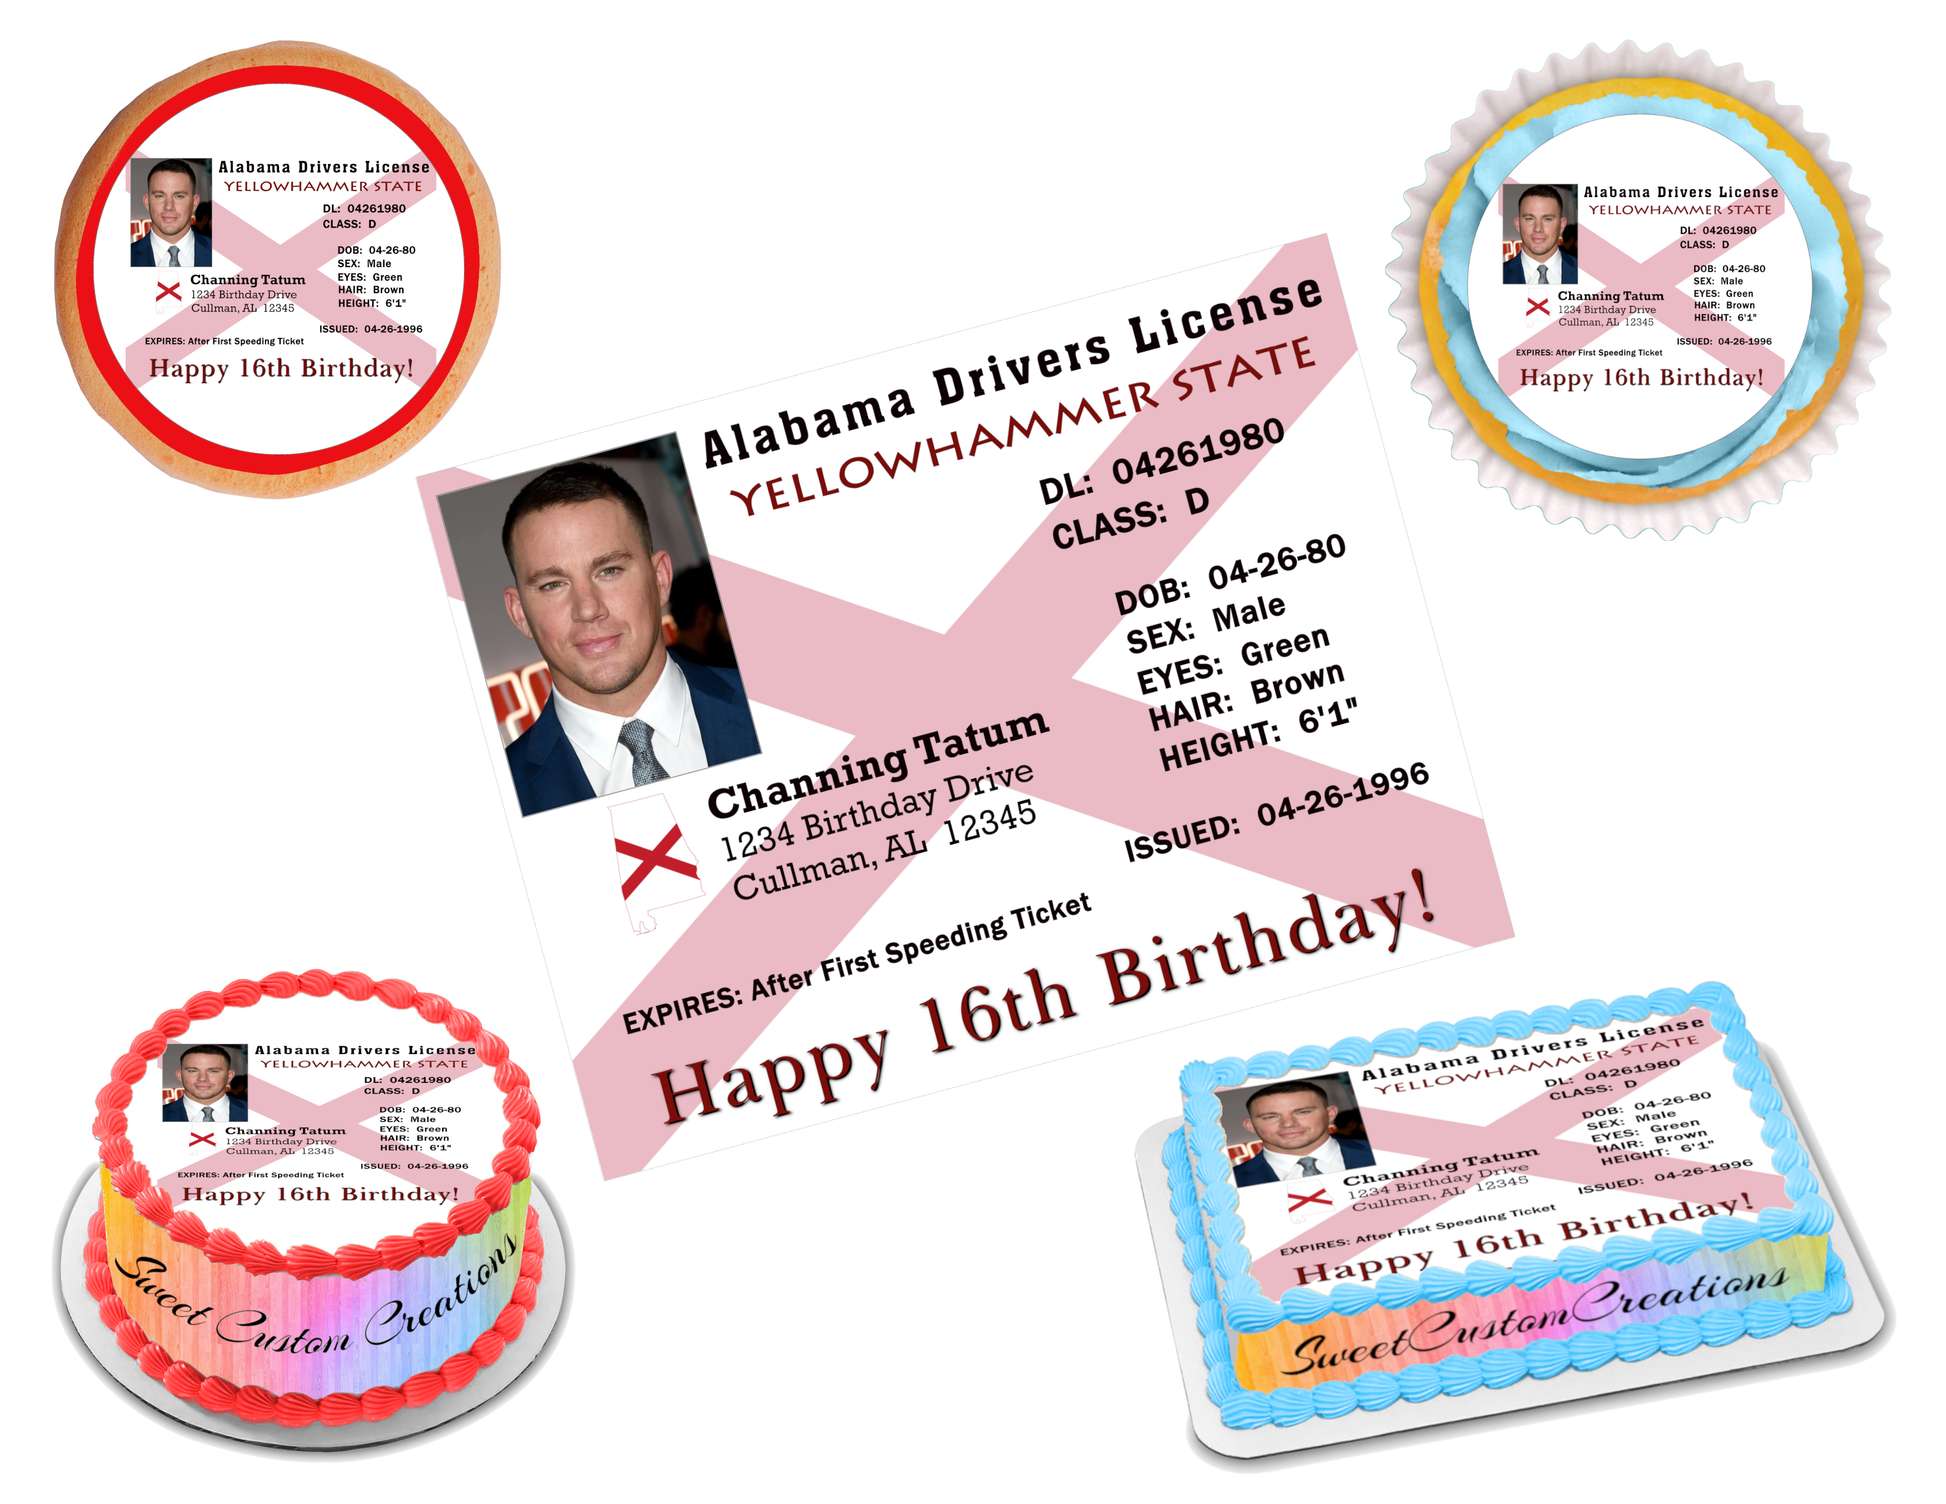 Alabama Drivers License
YELLOWHAMMER STATE
DL: 04261980
CLASS: D
DOB: 04-26-80
SEX: Male
EYES: Green
HAIR: Brown
HEIGHT: 6'1"
Channing Tatum
1234 Birthday Drive
Cullman, AL 12345
ISSUED: 04-26-1996
EXPIRES: After First Speeding Ticket
Happy 16th Birthday!
Alabama Drivers License
YELLOWHAMMER STATE
DL: 04261980
CLASS: D
DOB: 04-26-80
SEX: Male
EYES: Green
HAIR: Brown
HEIGHT: 6'1"
Channing Tatum
1234 Birthday Drive
Cullman, AL 12345
ISSUED: 04-26-1996
EXPIRES: After First Speeding Ticket
Happy 16th Birthday!
Alabama Drivers License
YELLOWHAMMER STATE
DL: 04261980
CLASS: D
DOB: 04-26-80
SEX: Male
EYES: Green
HAIR: Brown
HEIGHT: 6'1"
Channing Tatum
1234 Birthday Drive
Cullman, AL 12345
ISSUED: 04-26-1996
EXPIRES: After First Speeding Ticket
Happy 16th Birthday!
Alabama Drivers License
YELLOWHAMMER STATE
DL: 04261980
CLASS: D
DOB: 04-26-80
SEX: Male
EYES: Green
HAIR: Brown
HEIGHT: 6'1"
Channing Tatum
1234 Birthday Drive
Cullman, AL 12345
ISSUED: 04-26-1996
EXPIRES: After First Speeding Ticket
Happy 16th Birthday!
Sweet Custom Creations
Alabama Drivers License
YELLOWHAMMER STATE
DL: 04261980
CLASS: D
DOB: 04-26-80
SEX: Male
EYES: Green
HAIR: Brown
HEIGHT: 6'1"
Channing Tatum
1234 Birthday Drive
Cullman, AL 12345
ISSUED: 04-26-1996
EXPIRES: After First Speeding Ticket
Happy 16th Birthday!
SweetCustomCreations